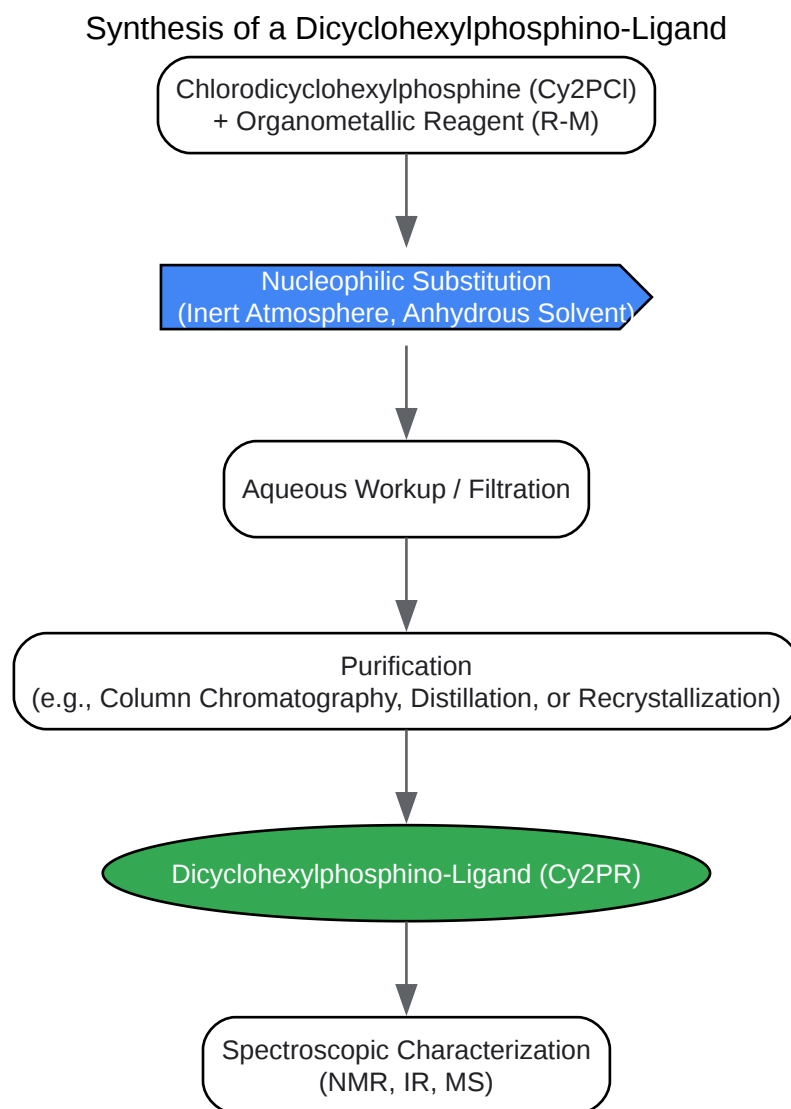 Synthesis of a Dicyclohexylphosphino-Ligand
Chlorodicyclohexylphosphine (Cy2PCl)
+ Organometallic Reagent (R-M)
Nucleophilic Substitution
(Inert Atmosphere, Anhydrous Solvent)
Aqueous Workup / Filtration
Purification
(e.g., Column Chromatography, Distillation, or Recrystallization)
Dicyclohexylphosphino-Ligand (Cy2PR)
Spectroscopic Characterization
(NMR, IR, MS)